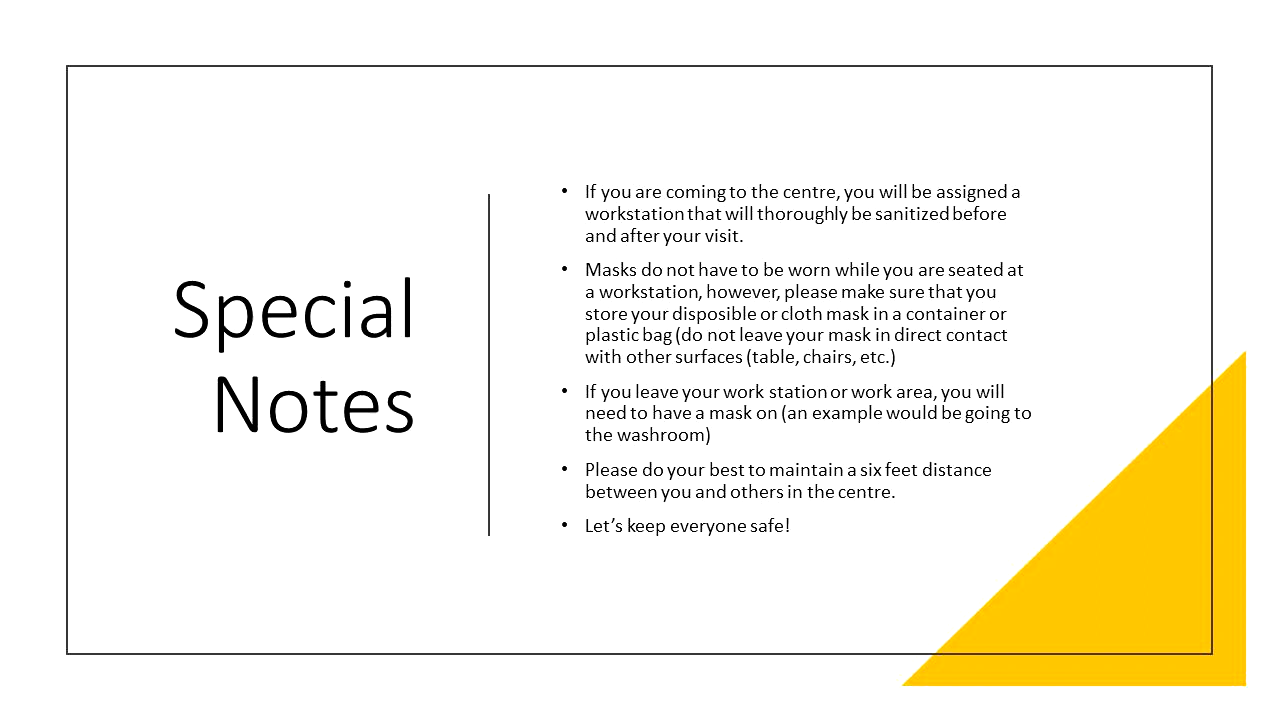 Special
Notes
• If you are coming to the centre, you will be assigned a
workstation that will thoroughly be sanitized before
and after your visit.
• Masks do not have to be worn while you are seated at
a workstation, however, please make sure that you
store your disposible or cloth mask in a container or
plastic bag (do not leave your mask in direct contact
with other surfaces (table, chairs, etc.)
• If you leave your work station or work area, you will
need to have a mask on (an example would be going to
the washroom)
• Please do your best to maintain a six feet distance
between you and others in the centre.
• Let’s keep everyone safe!